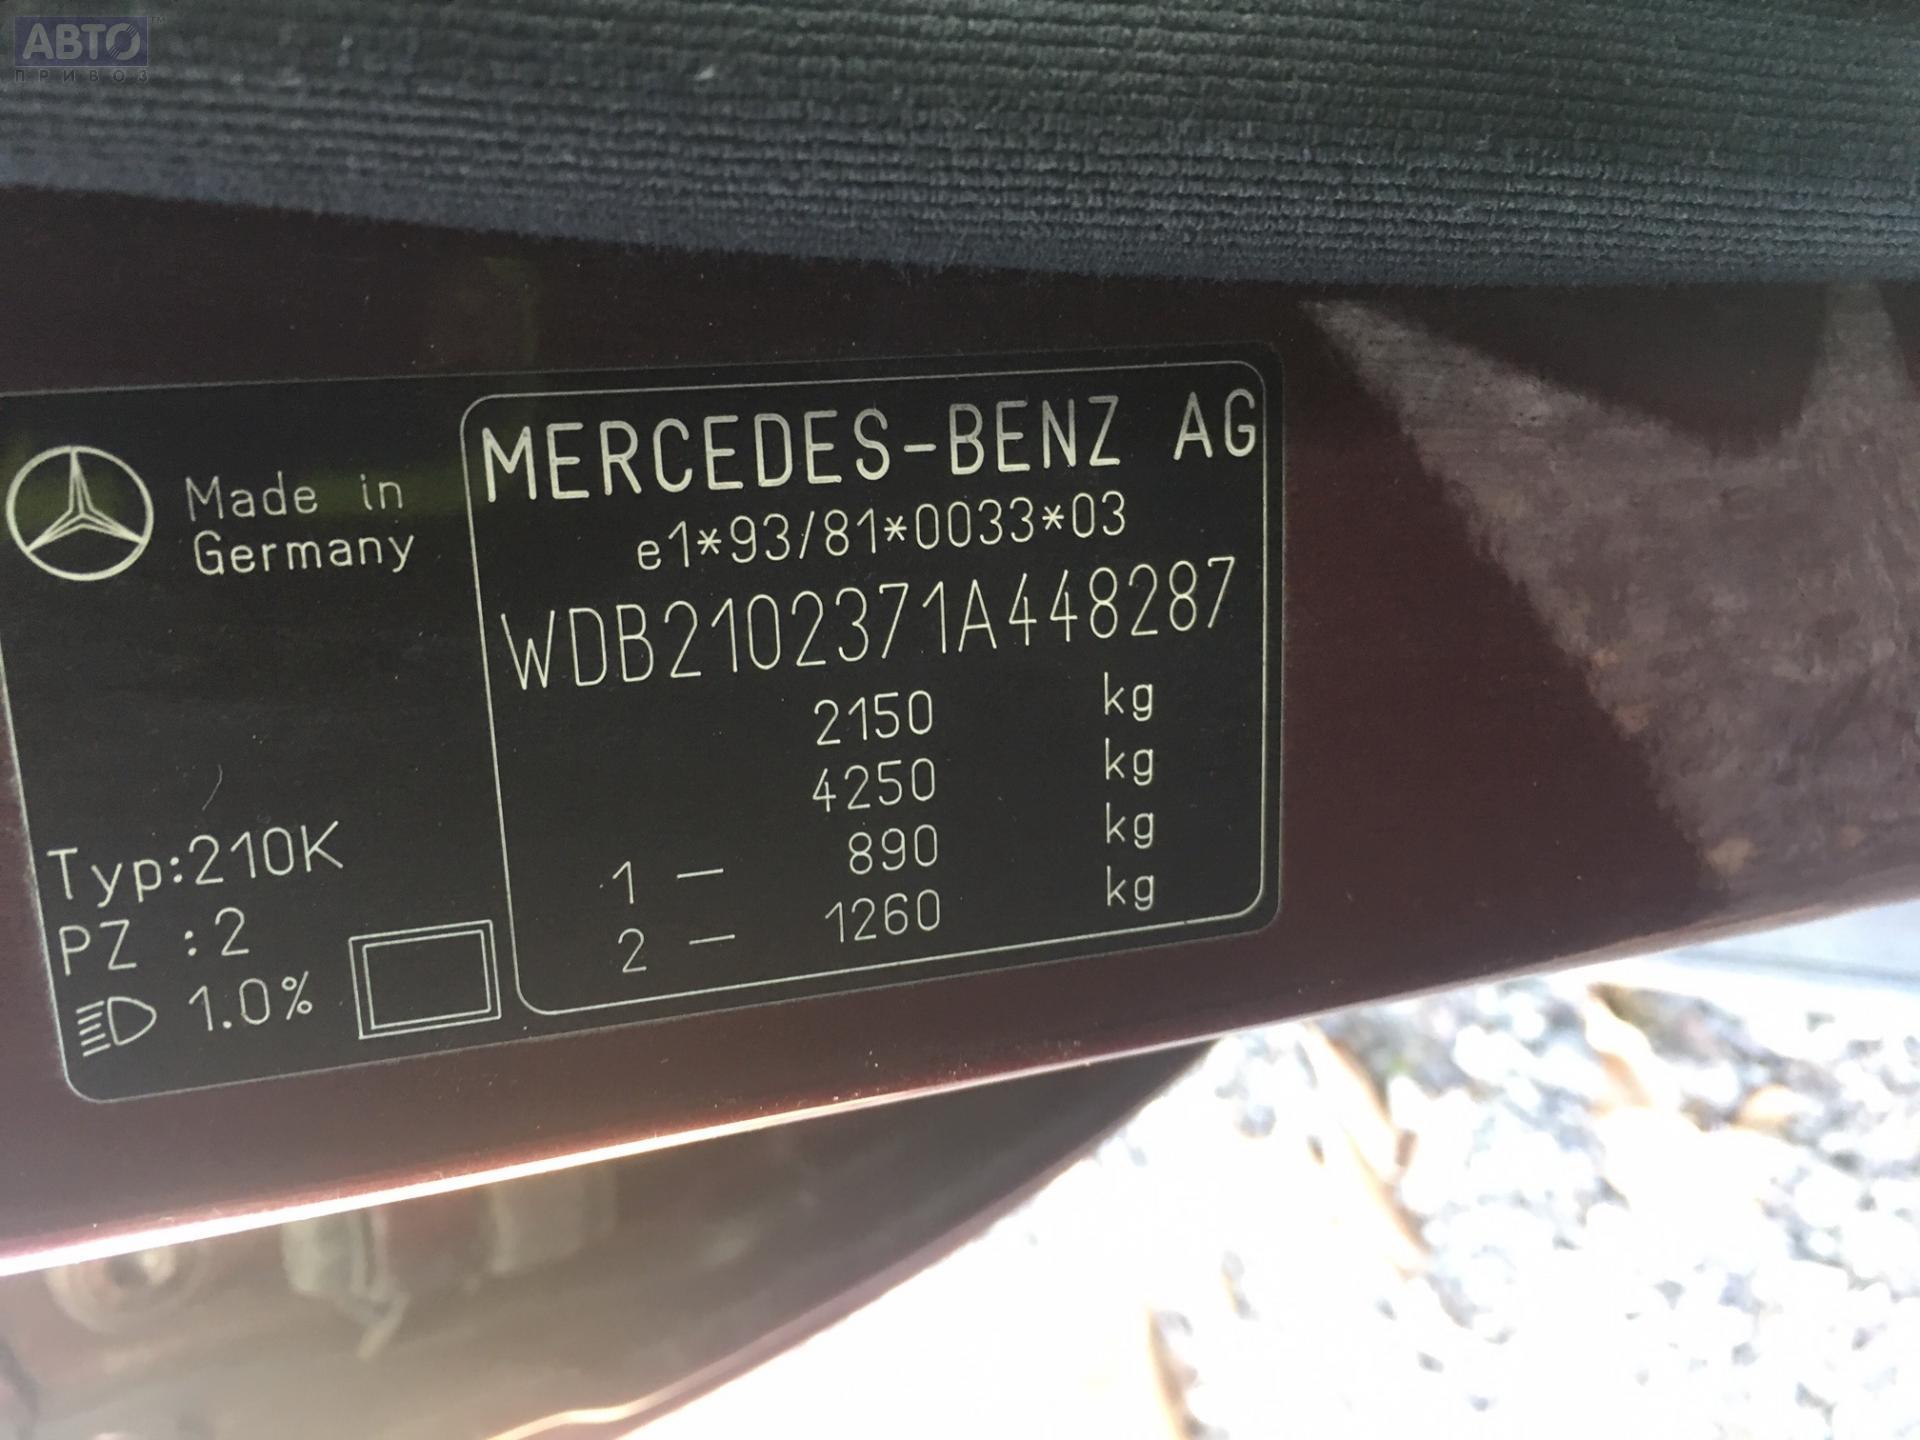 АВТО™
ПРИВОЗ
Made in
Germany
Typ:210K
PZ :2
1.0%
MERCEDES-BENZ AG
e1*93/81*0033*03
WDB2102371A448287
2150 kg
4250 kg
1 – 890 kg
2 – 1260 kg